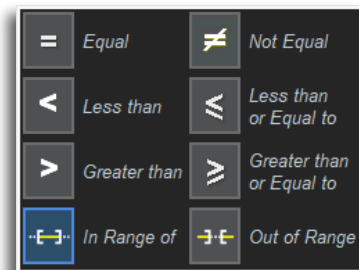 = Equal ≠ Not Equal
< Less than ⩽ Less than
or Equal to
> Greater than ⩾ Greater than
or Equal to
In Range of Out of Range